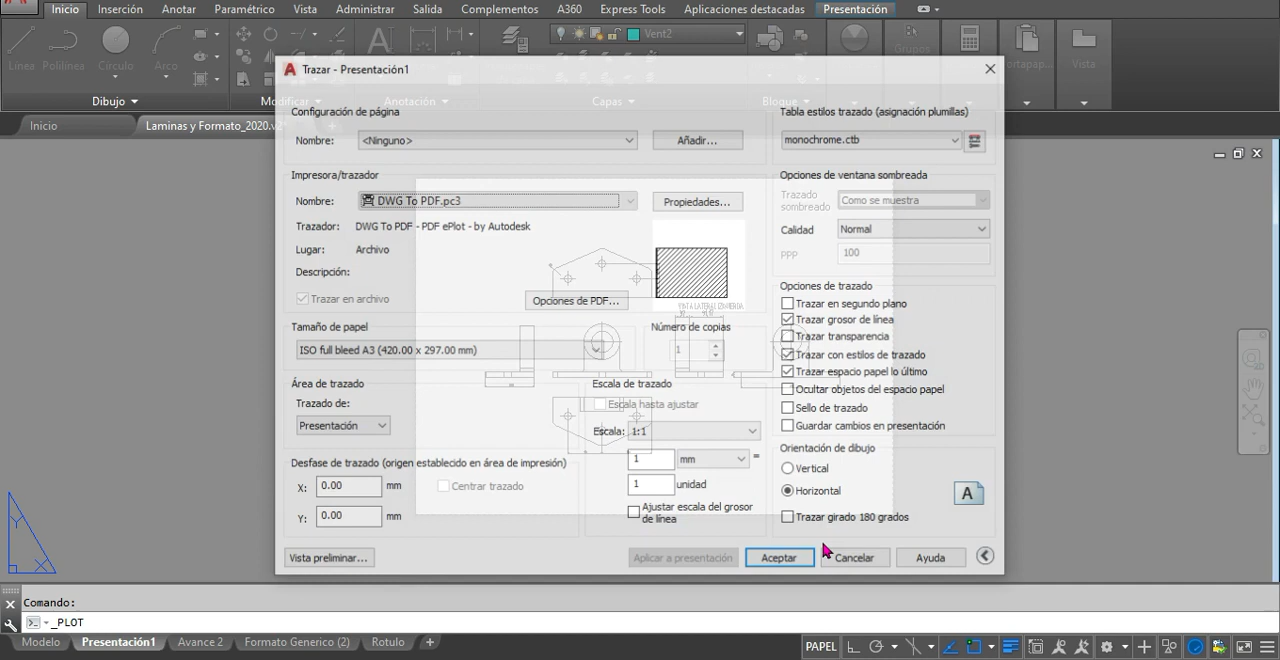 Inicio Inserción Anotar Paramétrico Vista Administrar Salida Complementos A360 Express Tools Aplicaciones destacadas Presentación
Línea Polilínea Círculo Arco
Vent2
Grupos
Vista
Dibujo Modificar Anotación Capas Bloque
Inicio Laminas y Formato_2020.v2*
Trazar - Presentación1
Configuración de página
Nombre: <Ninguno> Añadir...
Tabla estilos trazado (asignación plumillas)
monochrome.ctb
Impresora/trazador
Nombre: DWG To PDF.pc3 Propiedades...
Trazador: DWG To PDF - PDF ePlot - by Autodesk
Lugar: Archivo
Descripción:
Trazar en archivo
Opciones de PDF...
Opciones de ventana sombreada
Trazado
sombreado
Como se muestra
Calidad Normal
PPP 100
VISTA LATERAL IZQUIERDA
Tamaño de papel
ISO full bleed A3 (420.00 x 297.00 mm)
Número de copias
1
Opciones de trazado
Trazar en segundo plano
Trazar grosor de línea
Trazar transparencia
Trazar con estilos de trazado
Trazar espacio papel lo último
Ocultar objetos del espacio papel
Sello de trazado
Guardar cambios en presentación
Área de trazado
Trazado de:
Presentación
Escala de trazado
Escala hasta ajustar
Escala: 1:1
1 mm =
1 unidad
Ajustar escala del grosor
de línea
Desfase de trazado (origen establecido en área de impresión)
X: 0.00 mm Centrar trazado
Y: 0.00 mm
Orientación de dibujo
Vertical
Horizontal
A
Trazar girado 180 grados
Vista preliminar... Aplicar a presentación Aceptar Cancelar Ayuda
Y
X
Comando:
_PLOT
Modelo Presentación1 Avance 2 Formato Generico (2) Rotulo +
PAPEL